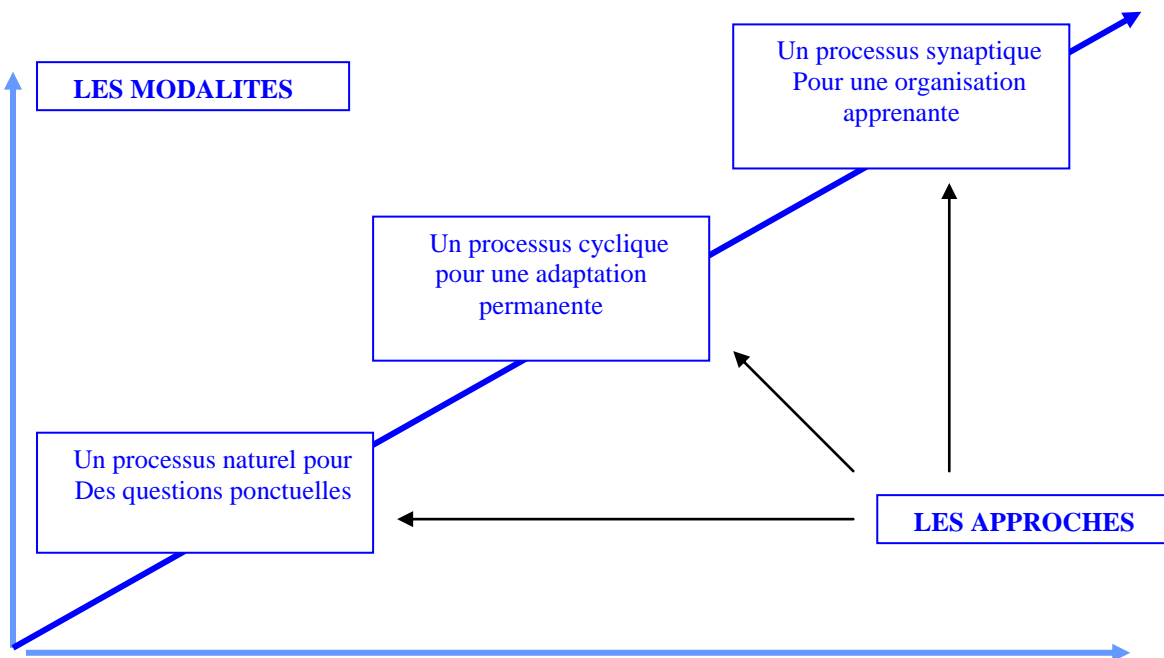 Un processus synaptique
Pour une organisation
apprenante
LES MODALITES
Un processus cyclique
pour une adaptation
permanente
Un processus naturel pour
Des questions ponctuelles
LES APPROCHES